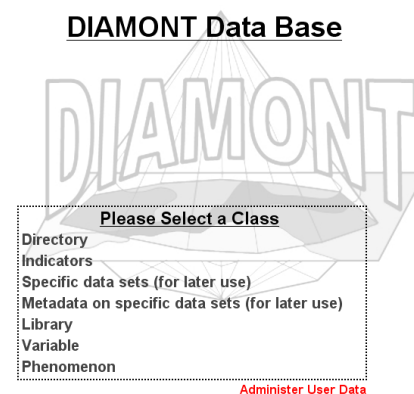 DIAMONT Data Base
DIAMONT
Please Select a Class
Directory
Indicators
Specific data sets (for later use)
Metadata on specific data sets (for later use)
Library
Variable
Phenomenon
Administer User Data